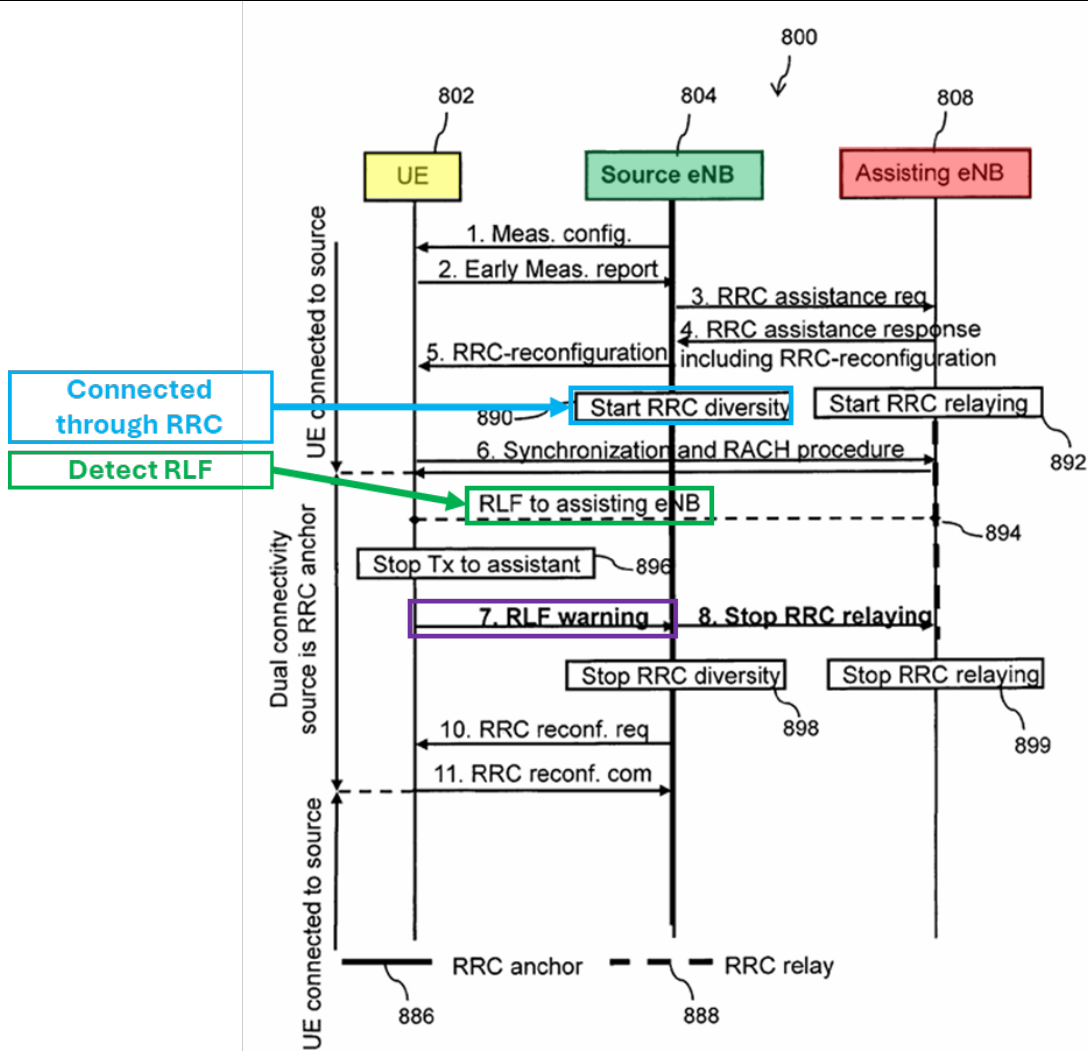 800
802
804
808
UE
Source eNB
Assisting eNB
UE connected to source
1. Meas. config.
2. Early Meas. report
3. RRC assistance req
4. RRC assistance response
including RRC-reconfiguration
5. RRC-reconfiguration
Connected
through RRC
890
Start RRC diversity
Start RRC relaying
892
6. Synchronization and RACH procedure
Detect RLF
RLF to assisting eNB
894
Dual connectivity
source is RRC anchor
Stop Tx to assistant
896
7. RLF warning
8. Stop RRC relaying
Stop RRC diversity
898
Stop RRC relaying
899
10. RRC reconf. req
11. RRC reconf. com
UE connected to source
RRC anchor
886
RRC relay
888